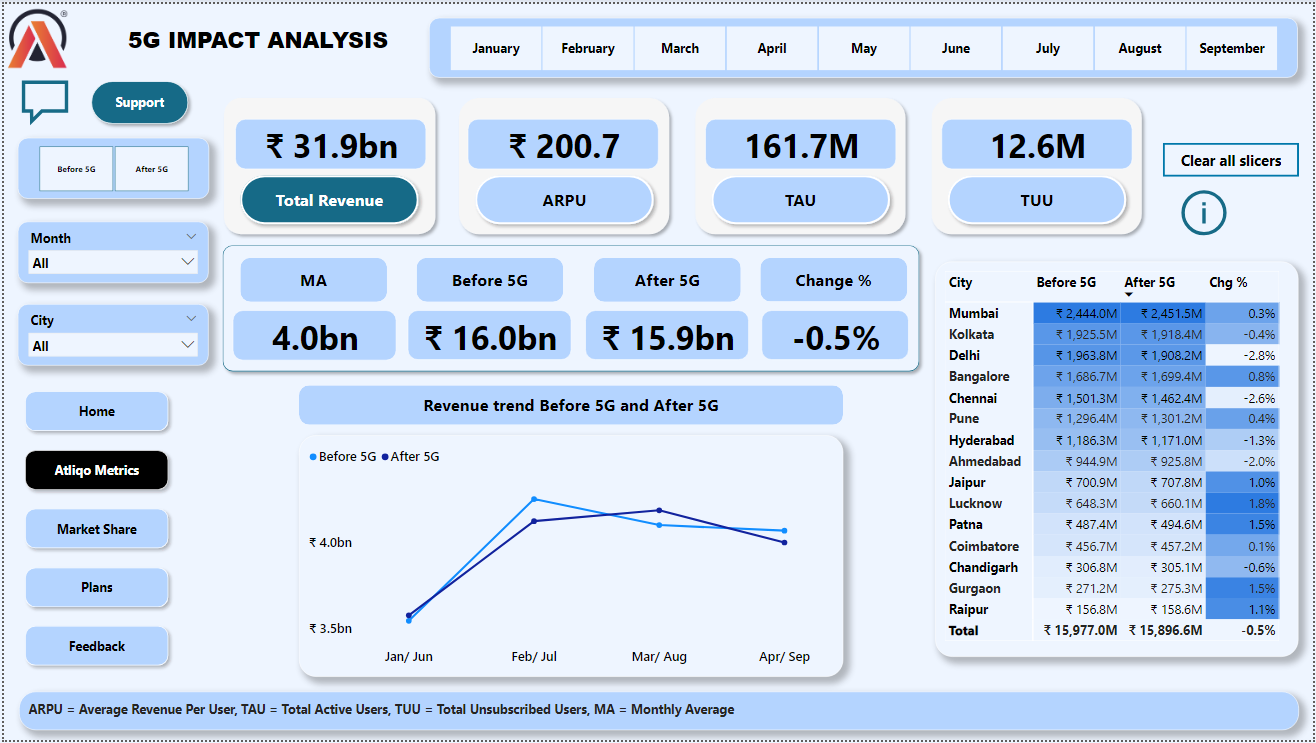 5G IMPACT ANALYSIS
January February March April May June July August September
Support
Before 5G After 5G
Month
All
City
All
Home
Atliqo Metrics
Market Share
Plans
Feedback
₹ 31.9bn
Total Revenue
₹ 200.7
ARPU
161.7M
TAU
12.6M
TUU
Clear all slicers
i
MA Before 5G After 5G Change %
4.0bn ₹ 16.0bn ₹ 15.9bn -0.5%
Revenue trend Before 5G and After 5G
Before 5G After 5G
₹ 4.0bn
₹ 3.5bn
Jan/ Jun Feb/ Jul Mar/ Aug Apr/ Sep
City Before 5G After 5G Chg %
Mumbai ₹ 2,444.0M ₹ 2,451.5M 0.3%
Kolkata ₹ 1,925.5M ₹ 1,918.4M -0.4%
Delhi ₹ 1,963.8M ₹ 1,908.2M -2.8%
Bangalore ₹ 1,686.7M ₹ 1,699.4M 0.8%
Chennai ₹ 1,501.3M ₹ 1,462.4M -2.6%
Pune ₹ 1,296.4M ₹ 1,301.2M 0.4%
Hyderabad ₹ 1,186.3M ₹ 1,171.0M -1.3%
Ahmedabad ₹ 944.9M ₹ 925.8M -2.0%
Jaipur ₹ 700.9M ₹ 707.8M 1.0%
Lucknow ₹ 648.3M ₹ 660.1M 1.8%
Patna ₹ 487.4M ₹ 494.6M 1.5%
Coimbatore ₹ 456.7M ₹ 457.2M 0.1%
Chandigarh ₹ 306.8M ₹ 305.1M -0.6%
Gurgaon ₹ 271.2M ₹ 275.3M 1.5%
Raipur ₹ 156.8M ₹ 158.6M 1.1%
Total ₹ 15,977.0M ₹ 15,896.6M -0.5%
ARPU = Average Revenue Per User, TAU = Total Active Users, TUU = Total Unsubscribed Users, MA = Monthly Average